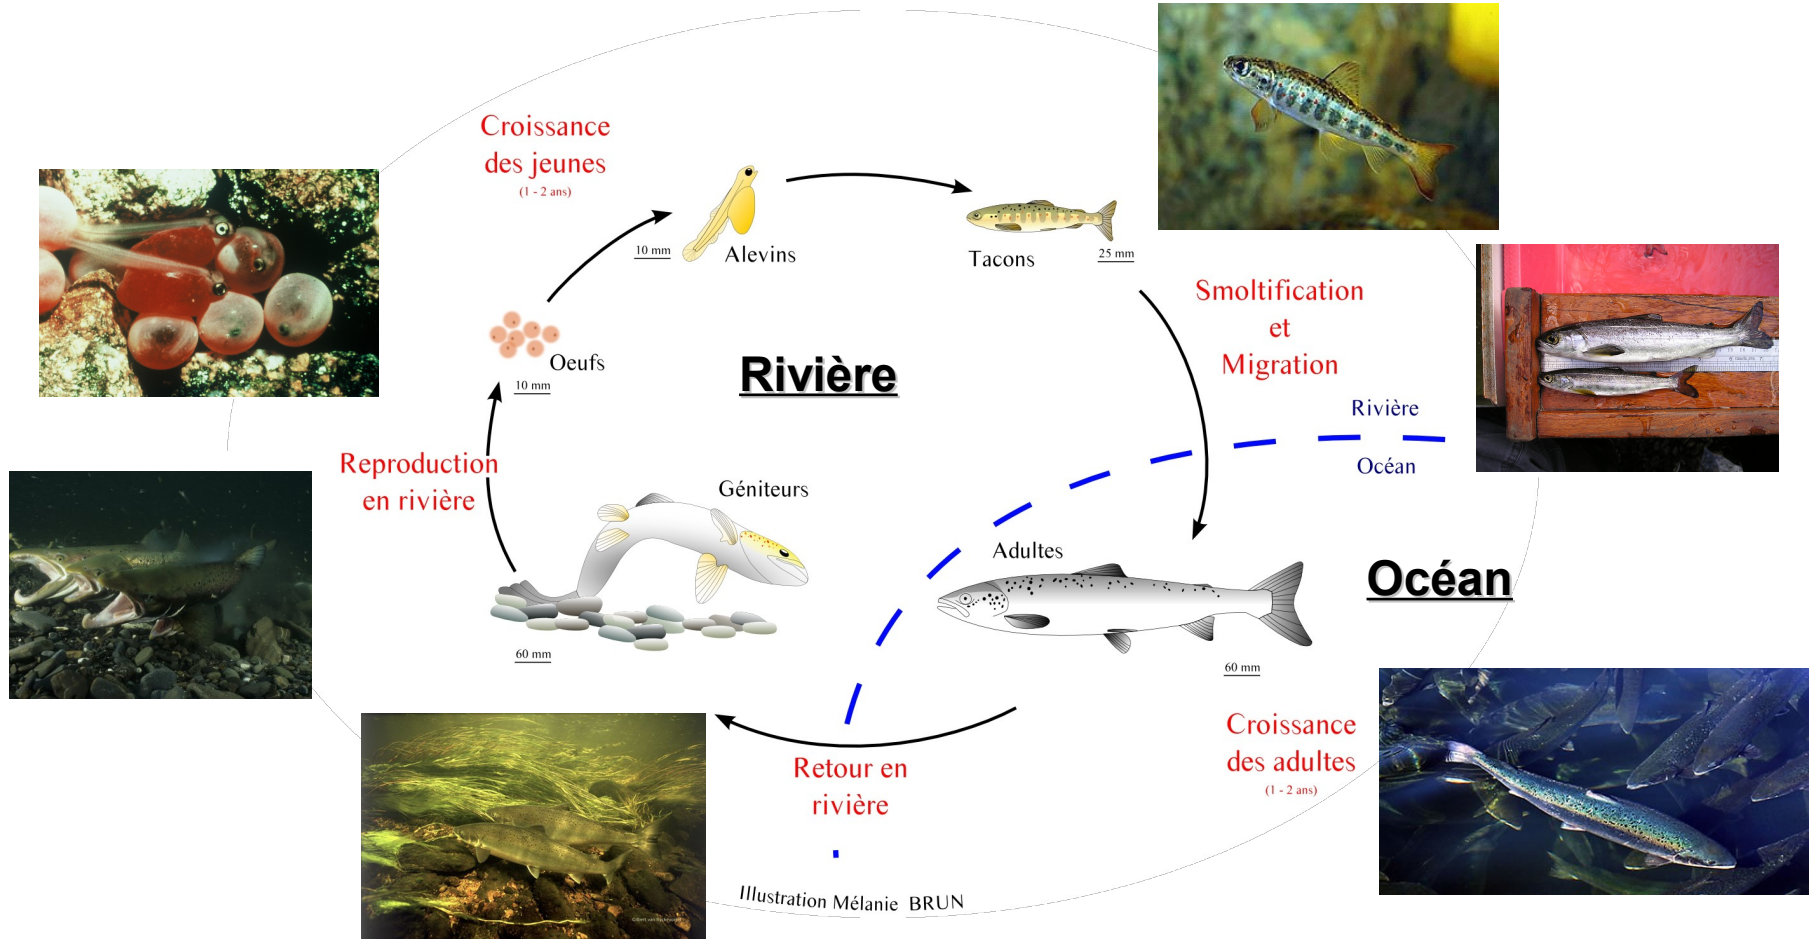 Croissance
des jeunes
(1 - 2 ans)
10 mm
Alevins
Tacons
25 mm
Smoltification
et
Migration
Oeufs
10 mm
Rivière
Rivière
Océan
Reproduction
en rivière
Géniteurs
Adultes
Océan
60 mm
60 mm
Croissance
des adultes
(1 - 2 ans)
Retour en
rivière
Illustration Mélanie BRUN